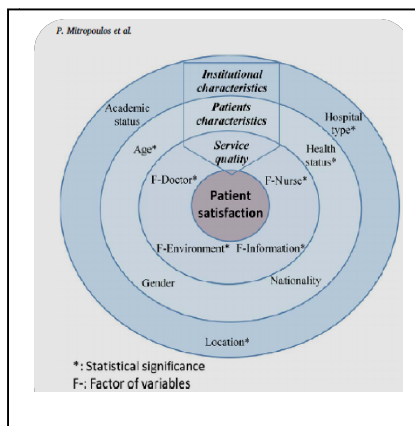 P. Mitropoulos et al.
Institutional
characteristics
Academic
status
Patients
characteristics
Hospital
type*
Age*
Service
quality
Health
status*
F-Doctor*
F-Nurse*
Patient
satisfaction
F-Environment*
F-Information*
Gender
Nationality
Location*
*: Statistical significance
F-: Factor of variables